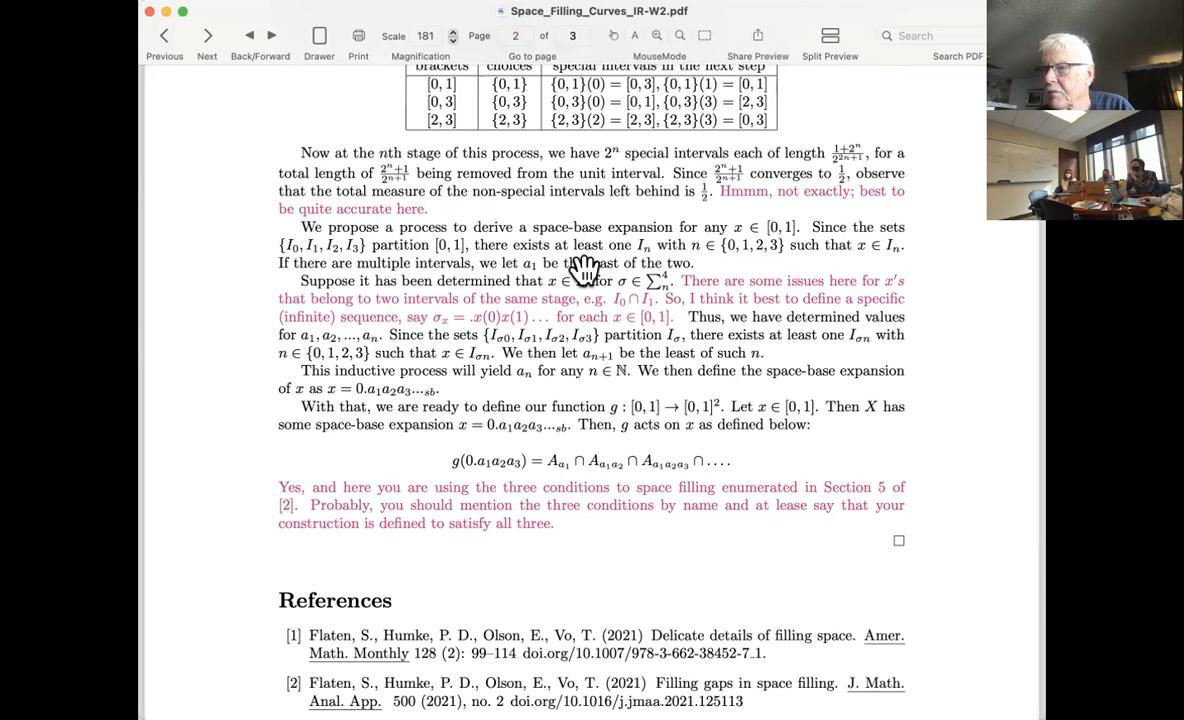 Space_Filling_Curves_IR-W2.pdf
Scale 181 Page 2 of 3 A Search
Previous Next Back/Forward Drawer Print Magnification Go to page MouseMode Share Preview Split Preview Search PDF
brackets choices special intervals in the next step
[0, 1] {0, 1} {0, 1}(0) = [0, 3], {0, 1}(1) = [0, 1]
[0, 3] {0, 3} {0, 3}(0) = [0, 1], {0, 3}(3) = [2, 3]
[2, 3] {2, 3} {2, 3}(2) = [2, 3], {2, 3}(3) = [0, 3]
Now at the nth stage of this process, we have 2ⁿ special intervals each of length (1+2ⁿ)/(2²ⁿ⁺¹), for a
total length of (2ⁿ+1)/(2ⁿ⁺¹) being removed from the unit interval. Since (2ⁿ+1)/(2ⁿ⁺¹) converges to 1/2, observe
that the total measure of the non-special intervals left behind is 1/2. Hmmm, not exactly; best to
be quite accurate here.
We propose a process to derive a space-base expansion for any x ∈ [0, 1]. Since the sets
{I₀, I₁, I₂, I₃} partition [0, 1], there exists at least one Iₙ with n ∈ {0, 1, 2, 3} such that x ∈ Iₙ.
If there are multiple intervals, we let a₁ be of the two.
Suppose it has been determined that x ∈ for σ ∈ ∑ₙ⁴. There are some issues here for x′s
that belong to two intervals of the same stage, e.g. I₀ ∩ I₁. So, I think it best to define a specific
(infinite) sequence, say σₓ = .x(0)x(1) . . . for each x ∈ [0, 1]. Thus, we have determined values
for a₁, a₂, ..., aₙ. Since the sets {Iσ0, Iσ1, Iσ2, Iσ3} partition Iσ, there exists at least one Iσn with
n ∈ {0, 1, 2, 3} such that x ∈ Iσn. We then let aₙ₊₁ be the least of such n.
This inductive process will yield aₙ for any n ∈ ℕ. We then define the space-base expansion
of x as x = 0.a₁a₂a₃...sb.
With that, we are ready to define our function g : [0, 1] → [0, 1]². Let x ∈ [0, 1]. Then X has
some space-base expansion x = 0.a₁a₂a₃...sb. Then, g acts on x as defined below:
g(0.a₁a₂a₃) = Aa₁ ∩ Aa₁a₂ ∩ Aa₁a₂a₃ ∩ . . . .
Yes, and here you are using the three conditions to space filling enumerated in Section 5 of
[2]. Probably, you should mention the three conditions by name and at lease say that your
construction is defined to satisfy all three.
References
[1] Flaten, S., Humke, P. D., Olson, E., Vo, T. (2021) Delicate details of filling space. Amer.
Math. Monthly 128 (2): 99–114 doi.org/10.1007/978-3-662-38452-7_1.
[2] Flaten, S., Humke, P. D., Olson, E., Vo, T. (2021) Filling gaps in space filling. J. Math.
Anal. App. 500 (2021), no. 2 doi.org/10.1016/j.jmaa.2021.125113